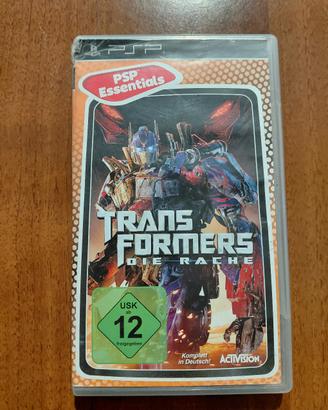 PSP
PSP
Essentials
TRANS
FORMERS
DIE RACHE
USK
ab
12
freigegeben
Komplett
in Deutsch!
ACTIVISION